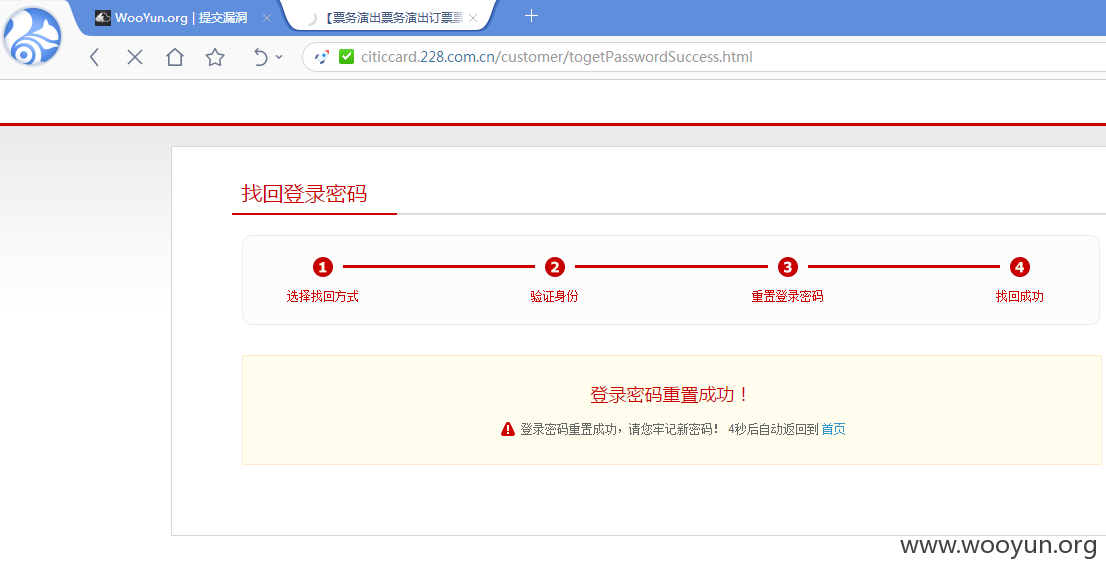 WooYun.org | 提交漏洞
【票务演出票务演出订票票
citiccard.228.com.cn/customer/togetPasswordSuccess.html
找回登录密码
1 2 3 4
选择找回方式 验证身份 重置登录密码 找回成功
登录密码重置成功！
登录密码重置成功，请您牢记新密码！ 4秒后自动返回到 首页
www.wooyun.org